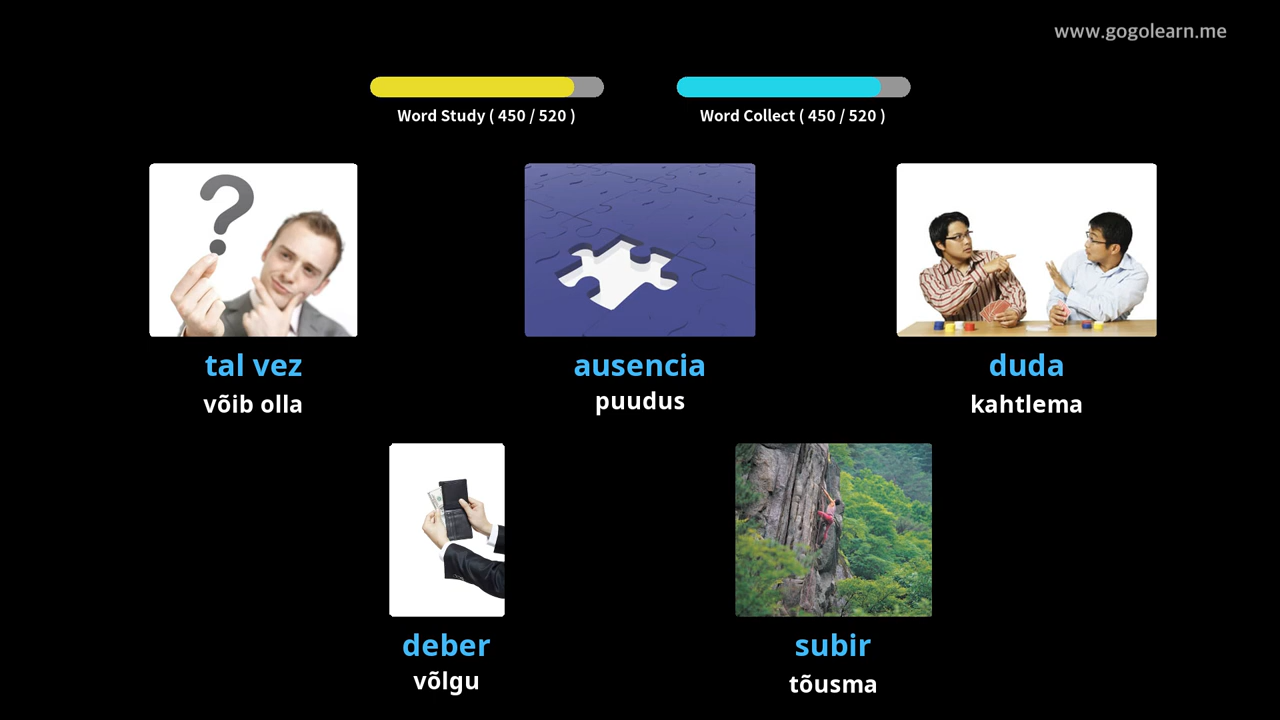 www.gogolearn.me
Word Study ( 450 / 520 )
Word Collect ( 450 / 520 )
tal vez
võib olla
ausencia
puudus
duda
kahtlema
deber
võlgu
subir
tõusma